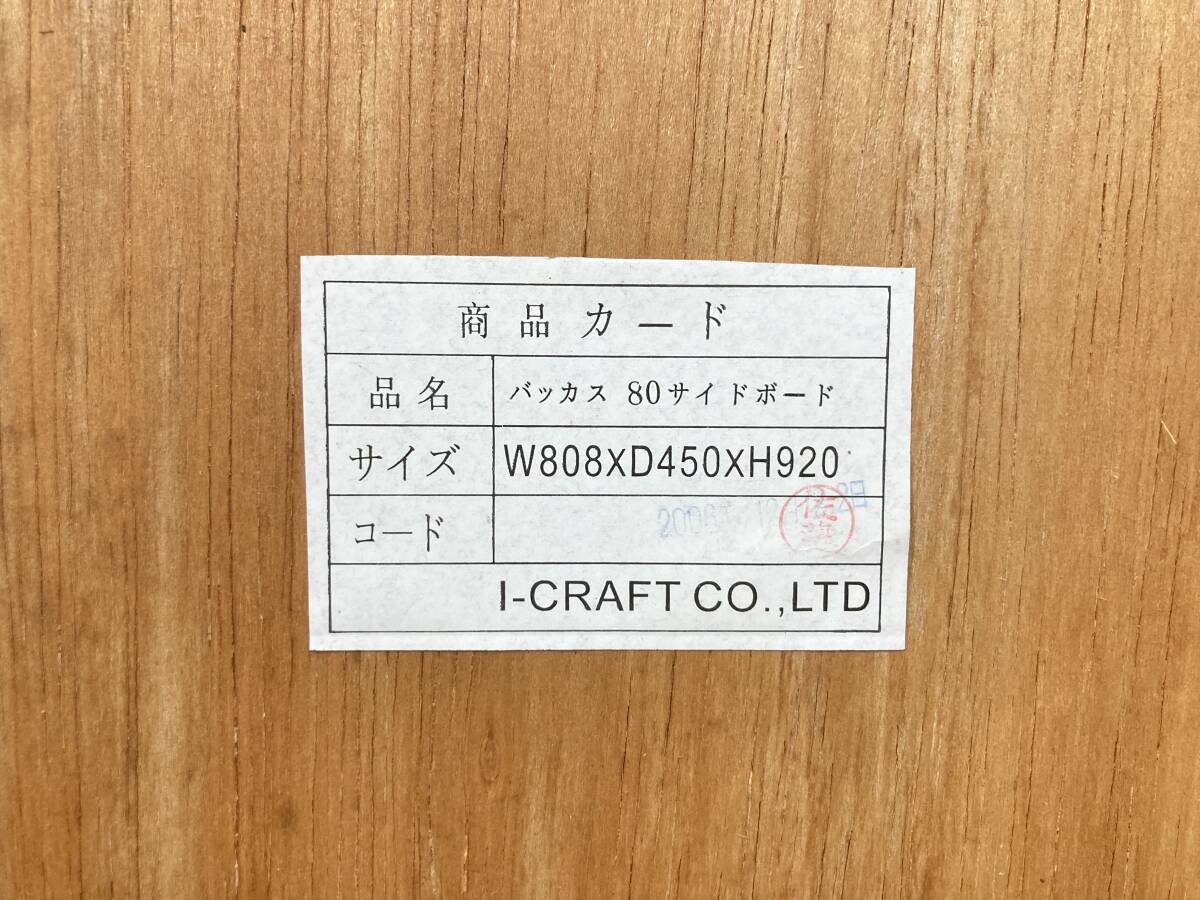 商品カード
品名 バッカス 80サイドボード
サイズ W808XD450XH920
コード 2006
I-CRAFT CO.,LTD